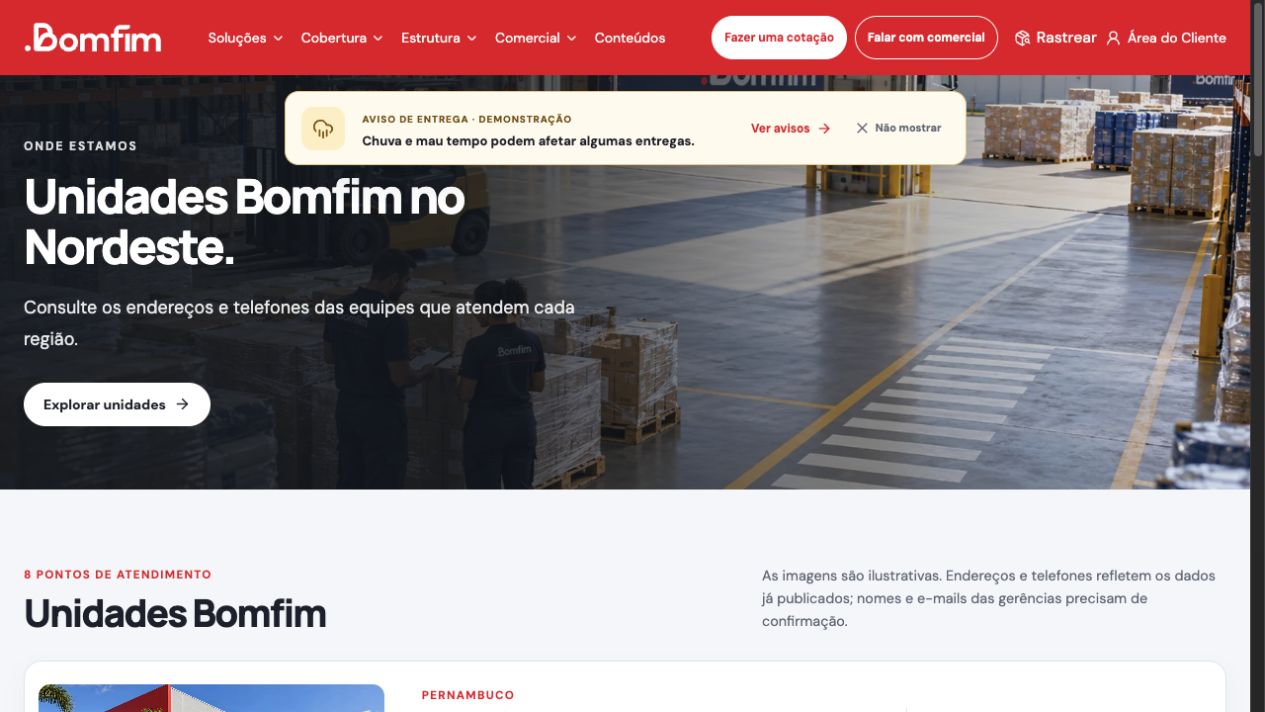 .Bomfim
Soluções
Cobertura
Estrutura
Comercial
Conteúdos
Fazer uma cotação
Falar com comercial
Rastrear
Área do Cliente
.Bomfim
.Bomfim
AVISO DE ENTREGA · DEMONSTRAÇÃO
Chuva e mau tempo podem afetar algumas entregas.
Ver avisos
Não mostrar
ONDE ESTAMOS
Unidades Bomfim no
Nordeste.
Consulte os endereços e telefones das equipes que atendem cada
região.
.Bomfim
Explorar unidades
8 PONTOS DE ATENDIMENTO
Unidades Bomfim
As imagens são ilustrativas. Endereços e telefones refletem os dados
já publicados; nomes e e-mails das gerências precisam de
confirmação.
PERNAMBUCO